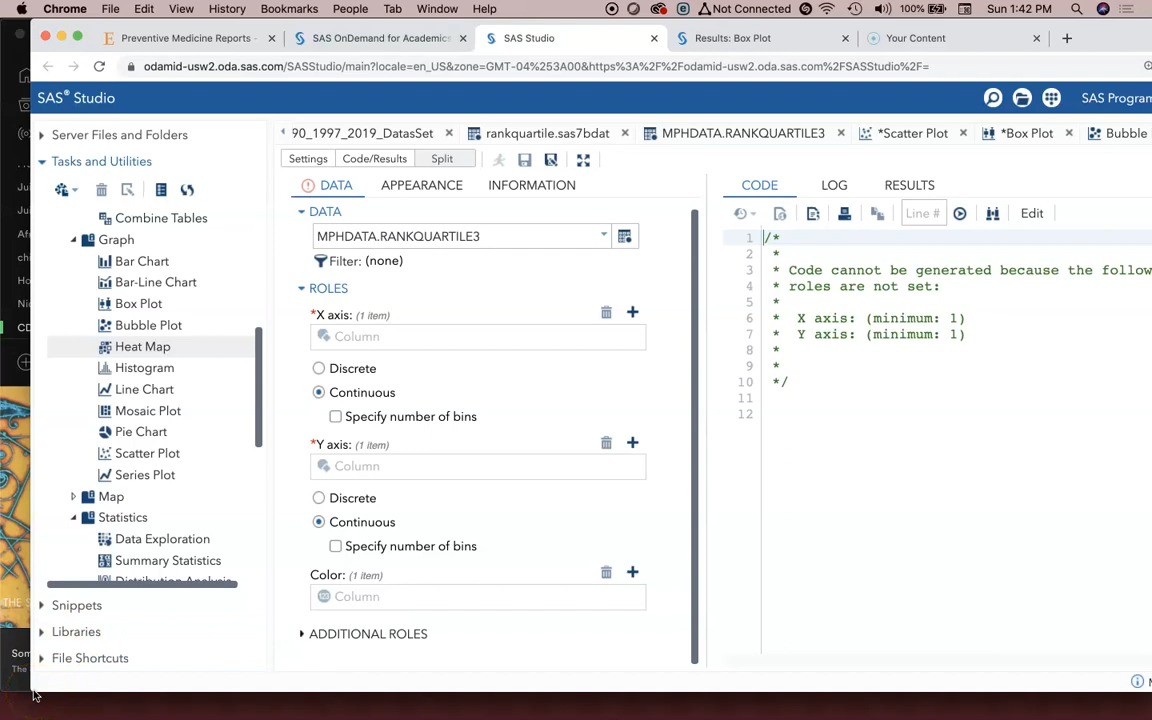 Chrome File Edit View History Bookmarks People Tab Window Help Not Connected 100% Sun 1:42 PM
Preventive Medicine Reports - SAS OnDemand for Academics SAS Studio Results: Box Plot Your Content
odamid-usw2.oda.sas.com/SASStudio/main?locale=en_US&zone=GMT-04%253A00&https%3A%2F%2Fodamid-usw2.oda.sas.com%2FSASStudio%2F=
SAS® Studio
SAS Program
Server Files and Folders
Tasks and Utilities
Combine Tables
Graph
Bar Chart
Bar-Line Chart
Box Plot
Bubble Plot
Heat Map
Histogram
Line Chart
Mosaic Plot
Pie Chart
Scatter Plot
Series Plot
Map
Statistics
Data Exploration
Summary Statistics
Distribution Analysis
Snippets
Libraries
File Shortcuts
90_1997_2019_DatasSet rankquartile.sas7bdat MPHDATA.RANKQUARTILE3 *Scatter Plot *Box Plot Bubble
Settings Code/Results Split
DATA APPEARANCE INFORMATION
DATA
MPHDATA.RANKQUARTILE3
Filter: (none)
ROLES
*X axis: (1 item)
Column
Discrete
Continuous
Specify number of bins
*Y axis: (1 item)
Column
Discrete
Continuous
Specify number of bins
Color: (1 item)
Column
ADDITIONAL ROLES
CODE LOG RESULTS
Line # Edit
1 /*
2 *
3 * Code cannot be generated because the follow
4 * roles are not set:
5 *
6 * X axis: (minimum: 1)
7 * Y axis: (minimum: 1)
8 *
9 *
10 */
11
12